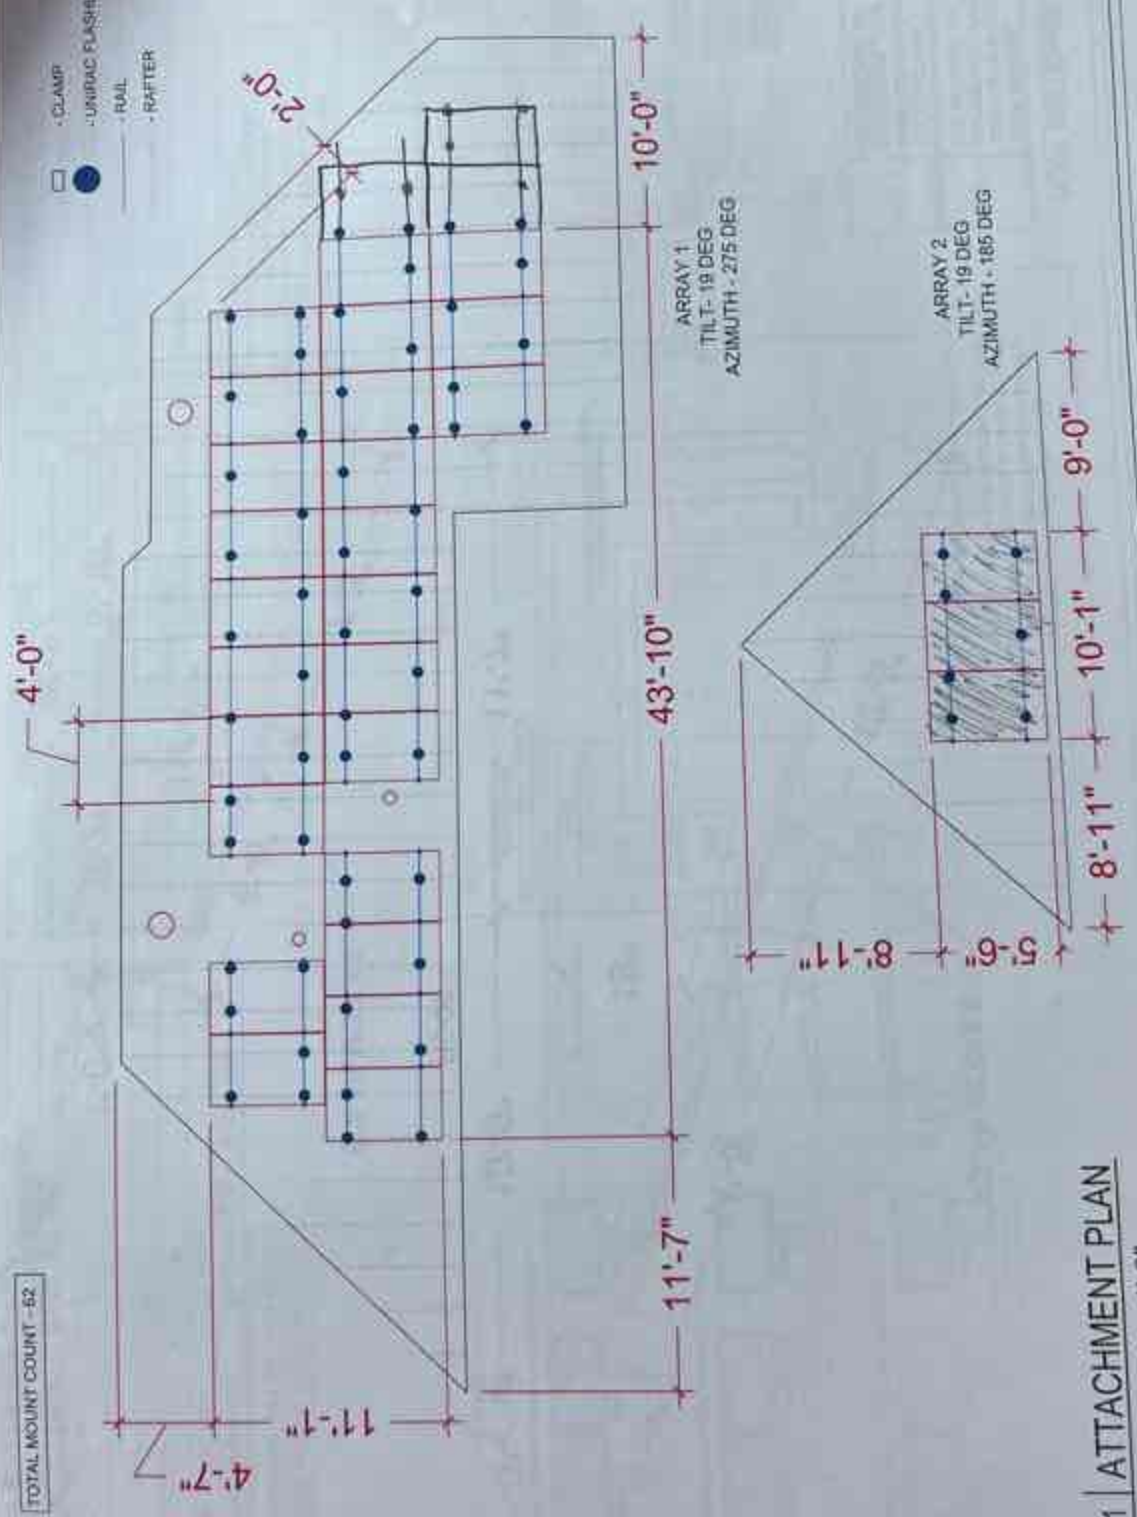 TOTAL MOUNT COUNT - 62
- CLAMP
- UNIRAC FLASH
- RAIL
- RAFTER
4'-0"
2'-0"
4'-7"
11'-1"
11'-7"
43'-10"
10'-0"
ARRAY 1
TILT- 19 DEG
AZIMUTH - 275 DEG
ARRAY 2
TILT- 19 DEG
AZIMUTH - 185 DEG
8'-11"
5'-6"
8'-11"
10'-1"
9'-0"
1 ATTACHMENT PLAN